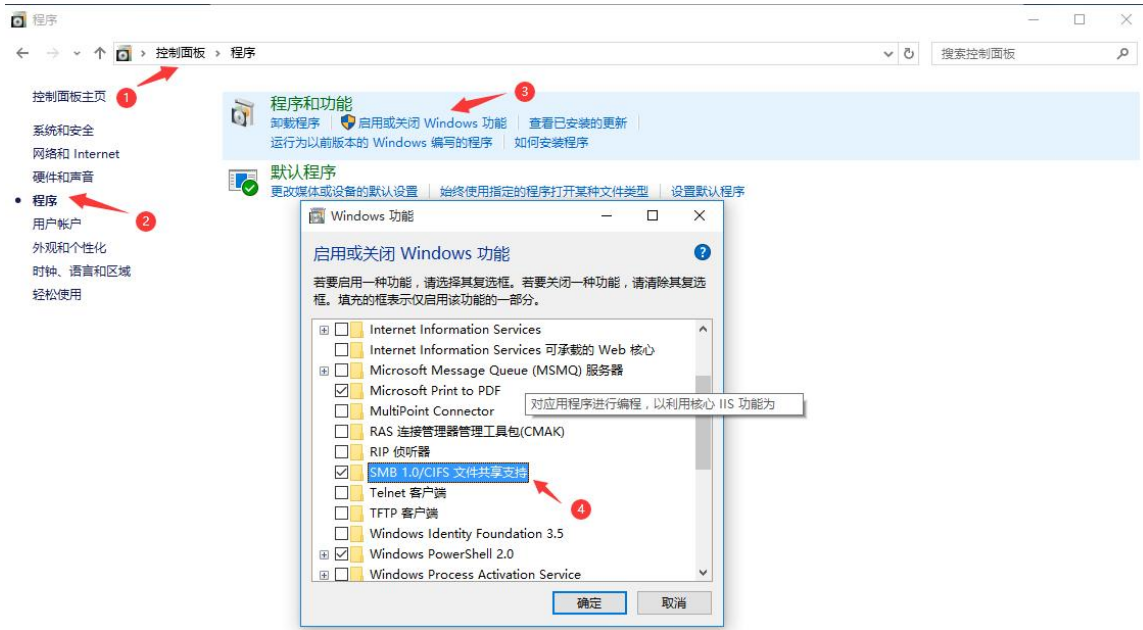 程序
控制面板 › 程序
搜索控制面板
控制面板主页
1
系统和安全
网络和 Internet
硬件和声音
程序
2
用户帐户
外观和个性化
时钟、语言和区域
轻松使用
程序和功能
3
卸载程序 启用或关闭 Windows 功能 查看已安装的更新
运行为以前版本的 Windows 编写的程序 如何安装程序
默认程序
更改媒体或设备的默认设置 始终使用指定的程序打开某种文件类型 设置默认程序
Windows 功能
启用或关闭 Windows 功能
?
若要启用一种功能，请选择其复选框。若要关闭一种功能，请清除其复选
框。填充的框表示仅启用该功能的一部分。
Internet Information Services
Internet Information Services 可承载的 Web 核心
Microsoft Message Queue (MSMQ) 服务器
Microsoft Print to PDF
对应用程序进行编程，以利用核心 IIS 功能为
MultiPoint Connector
RAS 连接管理器管理工具包(CMAK)
RIP 侦听器
SMB 1.0/CIFS 文件共享支持
Telnet 客户端
4
TFTP 客户端
Windows Identity Foundation 3.5
Windows PowerShell 2.0
Windows Process Activation Service
确定 取消